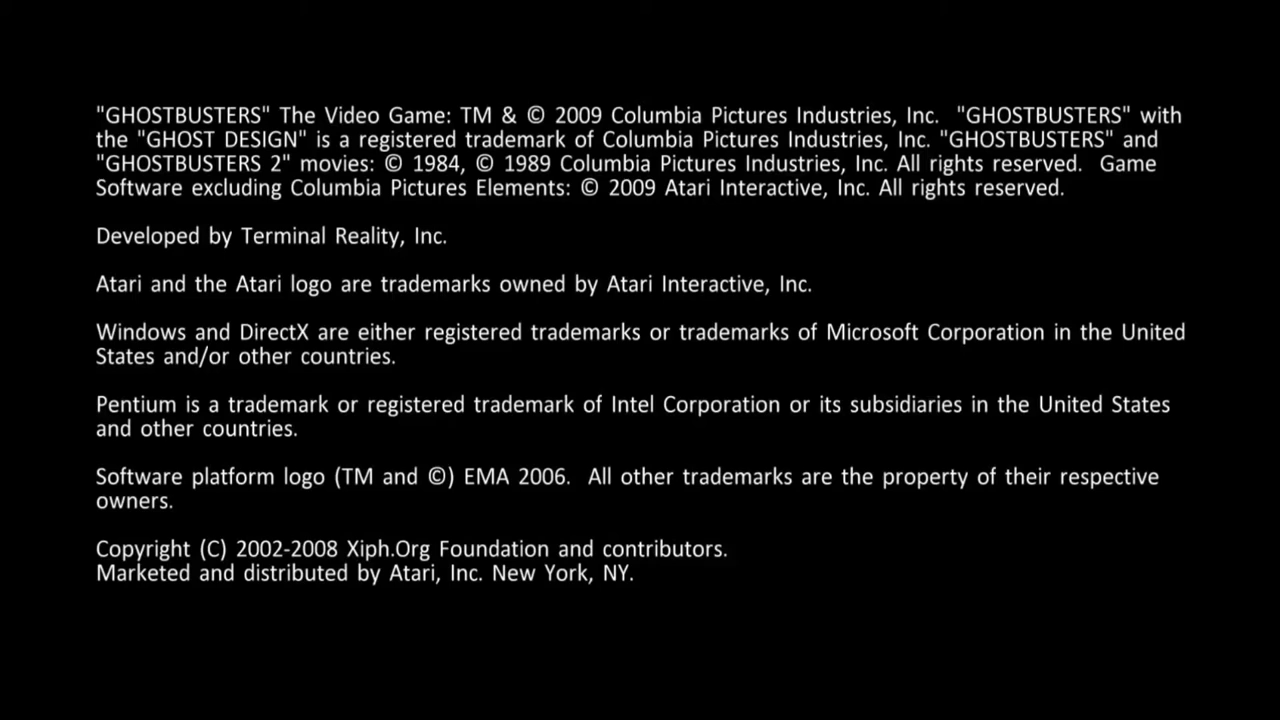 "GHOSTBUSTERS" The Video Game: TM & © 2009 Columbia Pictures Industries, Inc.  "GHOSTBUSTERS" with
the "GHOST DESIGN" is a registered trademark of Columbia Pictures Industries, Inc. "GHOSTBUSTERS" and
"GHOSTBUSTERS 2" movies: © 1984, © 1989 Columbia Pictures Industries, Inc. All rights reserved.  Game
Software excluding Columbia Pictures Elements: © 2009 Atari Interactive, Inc. All rights reserved.
Developed by Terminal Reality, Inc.
Atari and the Atari logo are trademarks owned by Atari Interactive, Inc.
Windows and DirectX are either registered trademarks or trademarks of Microsoft Corporation in the United
States and/or other countries.
Pentium is a trademark or registered trademark of Intel Corporation or its subsidiaries in the United States
and other countries.
Software platform logo (TM and ©) EMA 2006.  All other trademarks are the property of their respective
owners.
Copyright (C) 2002-2008 Xiph.Org Foundation and contributors.
Marketed and distributed by Atari, Inc. New York, NY.